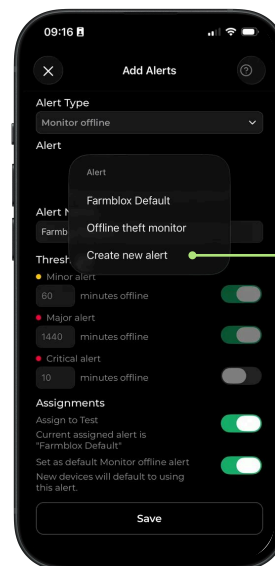 09:16
Add Alerts
?
Alert Type
Monitor offline
Alert
Alert
Farmblox Default
Offline theft monitor
Create new alert
Alert N
Farmb
Thresh
Minor alert
60 minutes offline
Major alert
1440 minutes offline
Critical alert
10 minutes offline
Assignments
Assign to Test
Current assigned alert is
"Farmblox Default"
Set as default Monitor offline alert
New devices will default to using
this alert.
Save